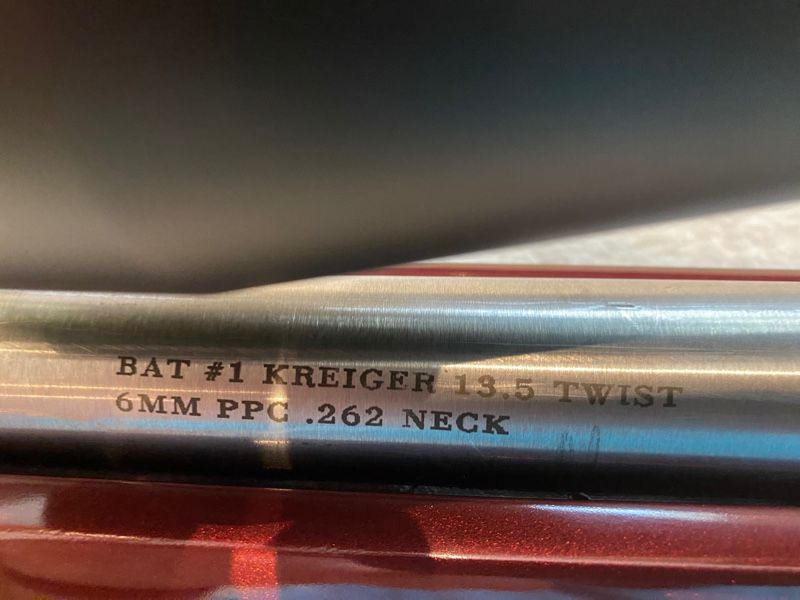 BAT #1 KREIGER 13.5 TWIST
6MM PPC .262 NECK